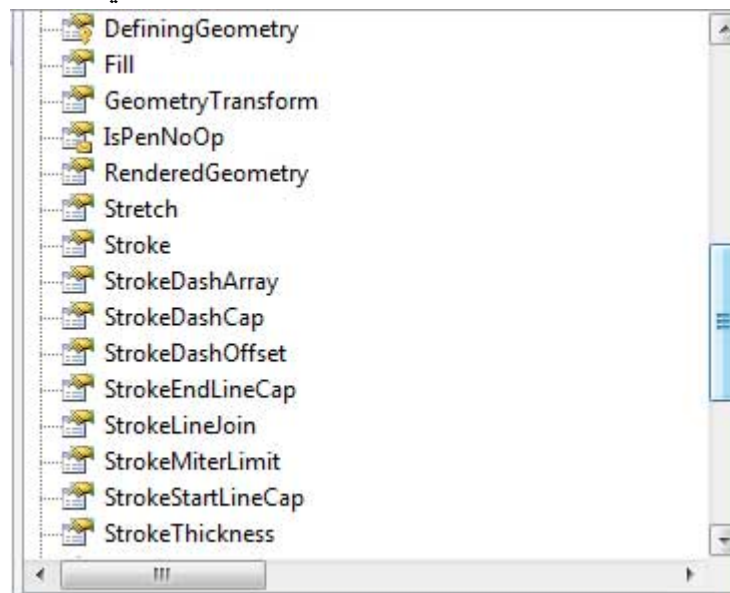 DefiningGeometry
Fill
GeometryTransform
IsPenNoOp
RenderedGeometry
Stretch
Stroke
StrokeDashArray
StrokeDashCap
StrokeDashOffset
StrokeEndLineCap
StrokeLineJoin
StrokeMiterLimit
StrokeStartLineCap
StrokeThickness